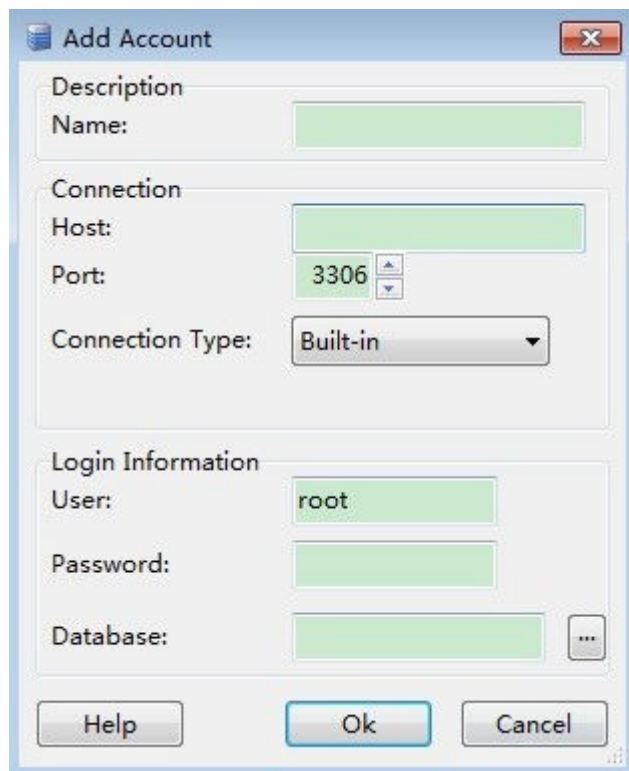 Add Account
Description
Name:
Connection
Host:
Port: 3306
Connection Type: Built-in
Login Information
User: root
Password:
Database: ...
Help Ok Cancel